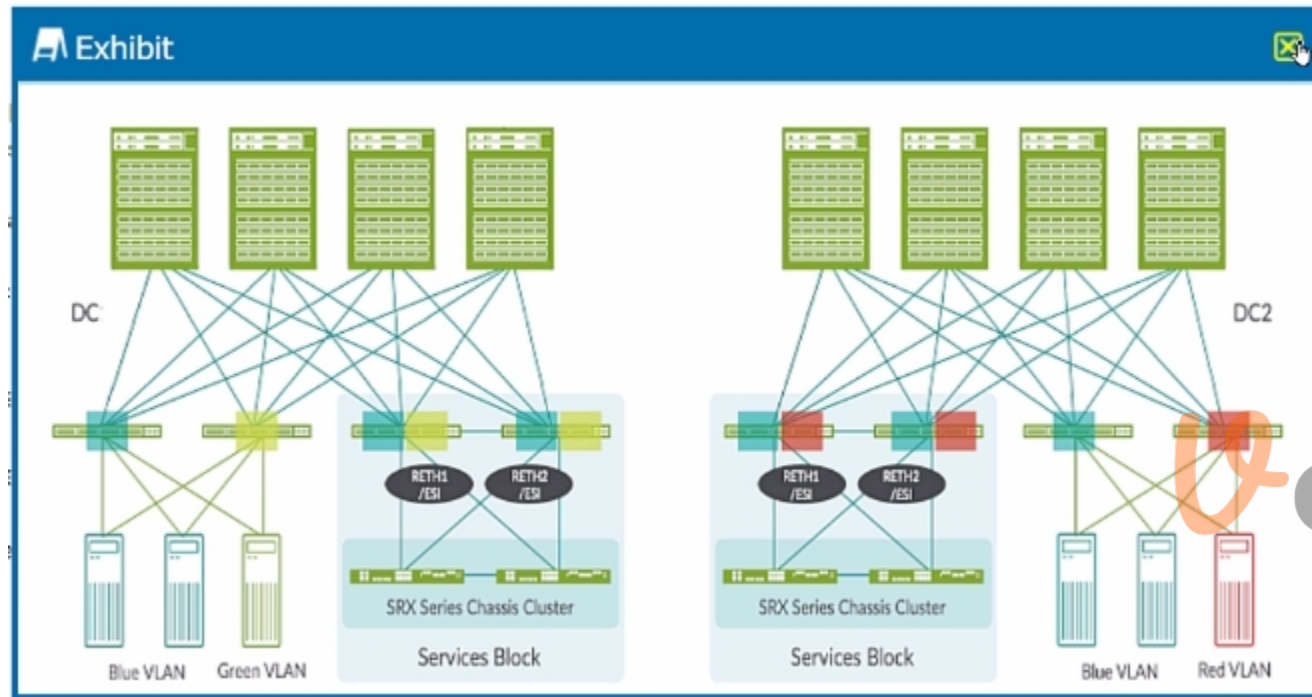 Exhibit
DC
DC2
RETH1
/ESI
RETH2
/ESI
RETH1
/ESI
RETH2
/ESI
SRX Series Chassis Cluster
SRX Series Chassis Cluster
Services Block
Services Block
Blue VLAN
Green VLAN
Blue VLAN
Red VLAN